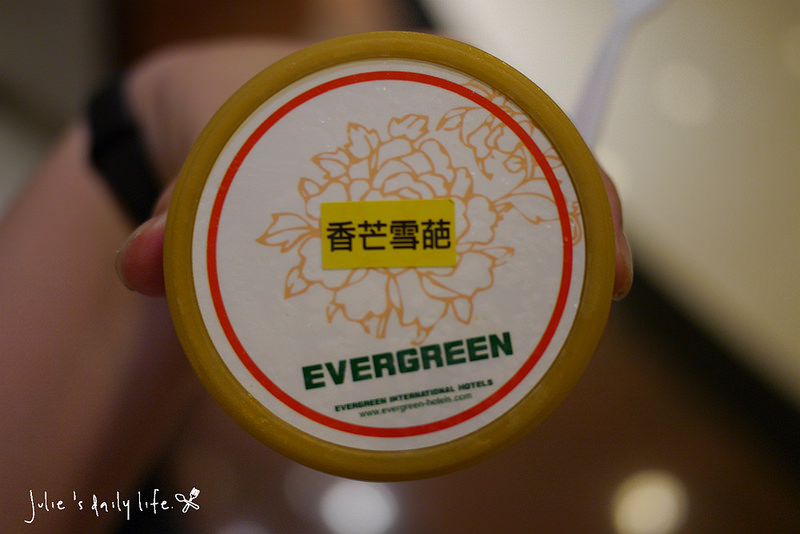 香芒雪葩
EVERGREEN
EVERGREEN INTERNATIONAL HOTELS
www.evergreen-hotels.com
Julie's daily life.